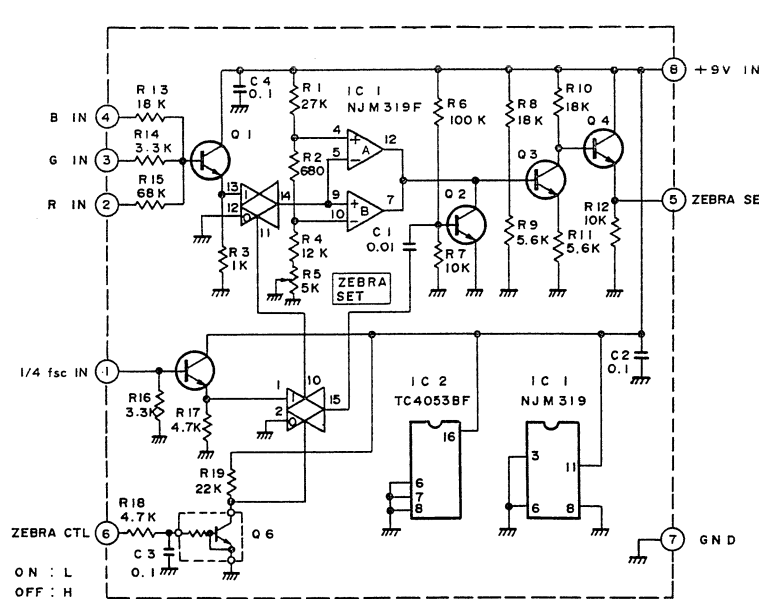 +9V IN
8
C4
0.1
R1
27K
IC1
NJM319F
R6
100K
R8
18K
R10
18K
Q4
R13
18K
B IN
4
R14
3.3K
G IN
3
R15
68K
R IN
2
Q1
4
12
+
-
A
5
R2
680
Q3
Q2
13
14
12
11
1
0
9
10
7
+
-
B
C1
0.01
5
ZEBRA SE
R12
10K
R3
1K
R4
12K
R5
5K
ZEBRA
SET
R7
10K
R9
5.6K
R11
5.6K
1/4 fsc IN
1
R16
3.3K
R17
4.7K
1
10
2
15
1
0
C2
0.1
IC2
TC4053BF
16
6
7
8
IC1
NJM319
3
11
6
8
R19
22K
R18
4.7K
ZEBRA CTL
6
Q6
C3
0.1
7
GND
ON : L
OFF : H